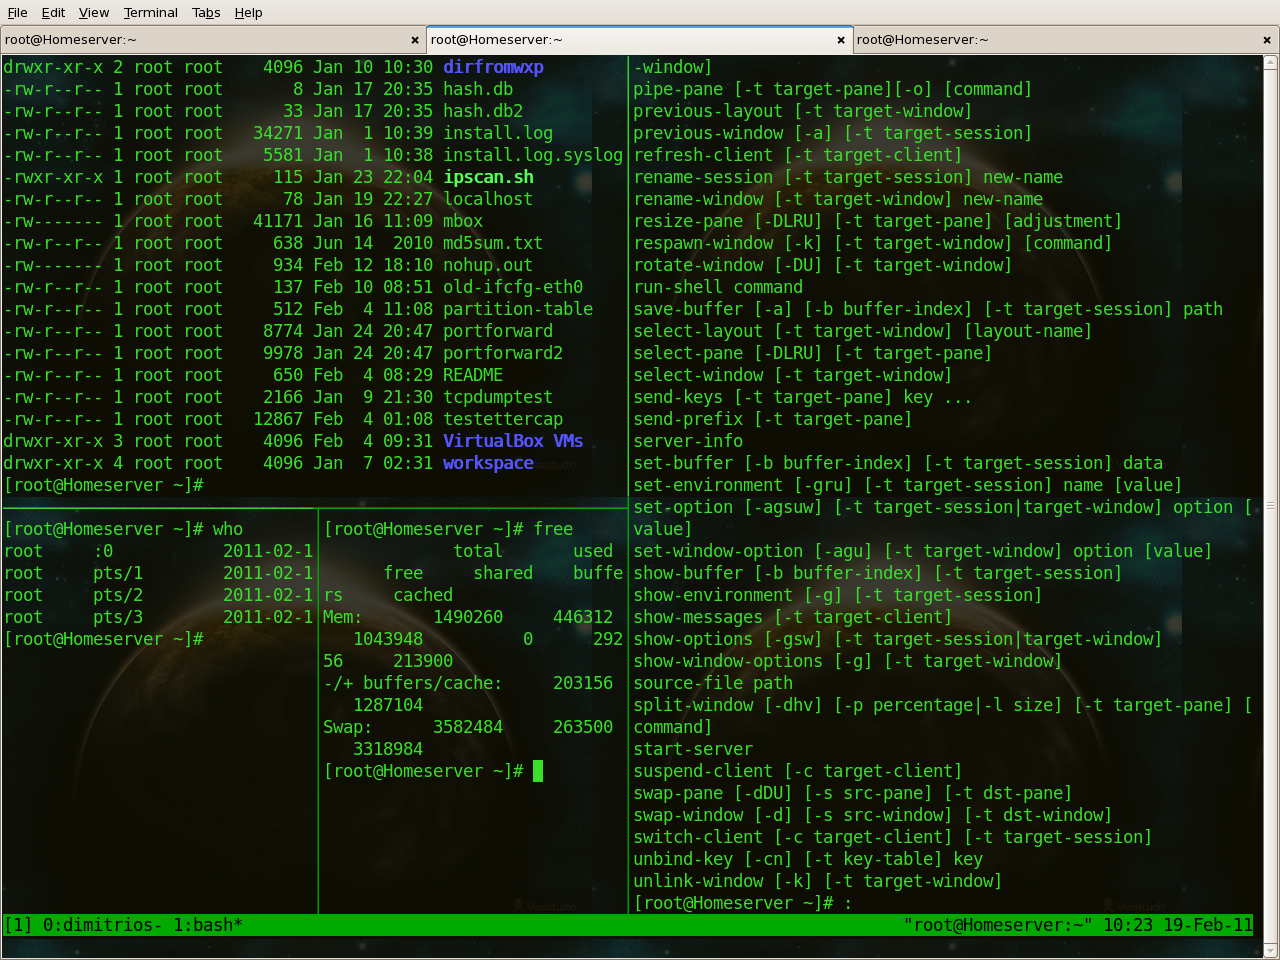 File Edit View Terminal Tabs Help
root@Homeserver:~ × root@Homeserver:~ × root@Homeserver:~ ×
drwxr-xr-x 2 root root    4096 Jan 10 10:30 dirfromwxp
-rw-r--r-- 1 root root       8 Jan 17 20:35 hash.db
-rw-r--r-- 1 root root      33 Jan 17 20:35 hash.db2
-rw-r--r-- 1 root root   34271 Jan  1 10:39 install.log
-rw-r--r-- 1 root root    5581 Jan  1 10:38 install.log.syslog
-rwxr-xr-x 1 root root     115 Jan 23 22:04 ipscan.sh
-rw-r--r-- 1 root root      78 Jan 19 22:27 localhost
-rw------- 1 root root   41171 Jan 16 11:09 mbox
-rw-r--r-- 1 root root     638 Jun 14  2010 md5sum.txt
-rw------- 1 root root     934 Feb 12 18:10 nohup.out
-rw-r--r-- 1 root root     137 Feb 10 08:51 old-ifcfg-eth0
-rw-r--r-- 1 root root     512 Feb  4 11:08 partition-table
-rw-r--r-- 1 root root    8774 Jan 24 20:47 portforward
-rw-r--r-- 1 root root    9978 Jan 24 20:47 portforward2
-rw-r--r-- 1 root root     650 Feb  4 08:29 README
-rw-r--r-- 1 root root    2166 Jan  9 21:30 tcpdumptest
-rw-r--r-- 1 root root   12867 Feb  4 01:08 testettercap
drwxr-xr-x 3 root root    4096 Feb  4 09:31 VirtualBox VMs
drwxr-xr-x 4 root root    4096 Jan  7 02:31 workspace
[root@Homeserver ~]#
[root@Homeserver ~]# who
root     :0           2011-02-1
root     pts/1        2011-02-1
root     pts/2        2011-02-1
root     pts/3        2011-02-1
[root@Homeserver ~]#
[root@Homeserver ~]# free
             total       used
      free     shared    buffe
rs     cached
Mem:       1490260     446312
   1043948          0      292
56     213900
-/+ buffers/cache:     203156
   1287104
Swap:      3582484     263500
   3318984
[root@Homeserver ~]#
-window]
pipe-pane [-t target-pane][-o] [command]
previous-layout [-t target-window]
previous-window [-a] [-t target-session]
refresh-client [-t target-client]
rename-session [-t target-session] new-name
rename-window [-t target-window] new-name
resize-pane [-DLRU] [-t target-pane] [adjustment]
respawn-window [-k] [-t target-window] [command]
rotate-window [-DU] [-t target-window]
run-shell command
save-buffer [-a] [-b buffer-index] [-t target-session] path
select-layout [-t target-window] [layout-name]
select-pane [-DLRU] [-t target-pane]
select-window [-t target-window]
send-keys [-t target-pane] key ...
send-prefix [-t target-pane]
server-info
set-buffer [-b buffer-index] [-t target-session] data
set-environment [-gru] [-t target-session] name [value]
set-option [-agsuw] [-t target-session|target-window] option [
value]
set-window-option [-agu] [-t target-window] option [value]
show-buffer [-b buffer-index] [-t target-session]
show-environment [-g] [-t target-session]
show-messages [-t target-client]
show-options [-gsw] [-t target-session|target-window]
show-window-options [-g] [-t target-window]
source-file path
split-window [-dhv] [-p percentage|-l size] [-t target-pane] [
command]
start-server
suspend-client [-c target-client]
swap-pane [-dDU] [-s src-pane] [-t dst-pane]
swap-window [-d] [-s src-window] [-t dst-window]
switch-client [-c target-client] [-t target-session]
unbind-key [-cn] [-t key-table] key
unlink-window [-k] [-t target-window]
[root@Homeserver ~]# :
Vladstudio
Vladstudio
[1] 0:dimitrios- 1:bash* "root@Homeserver:~" 10:23 19-Feb-11